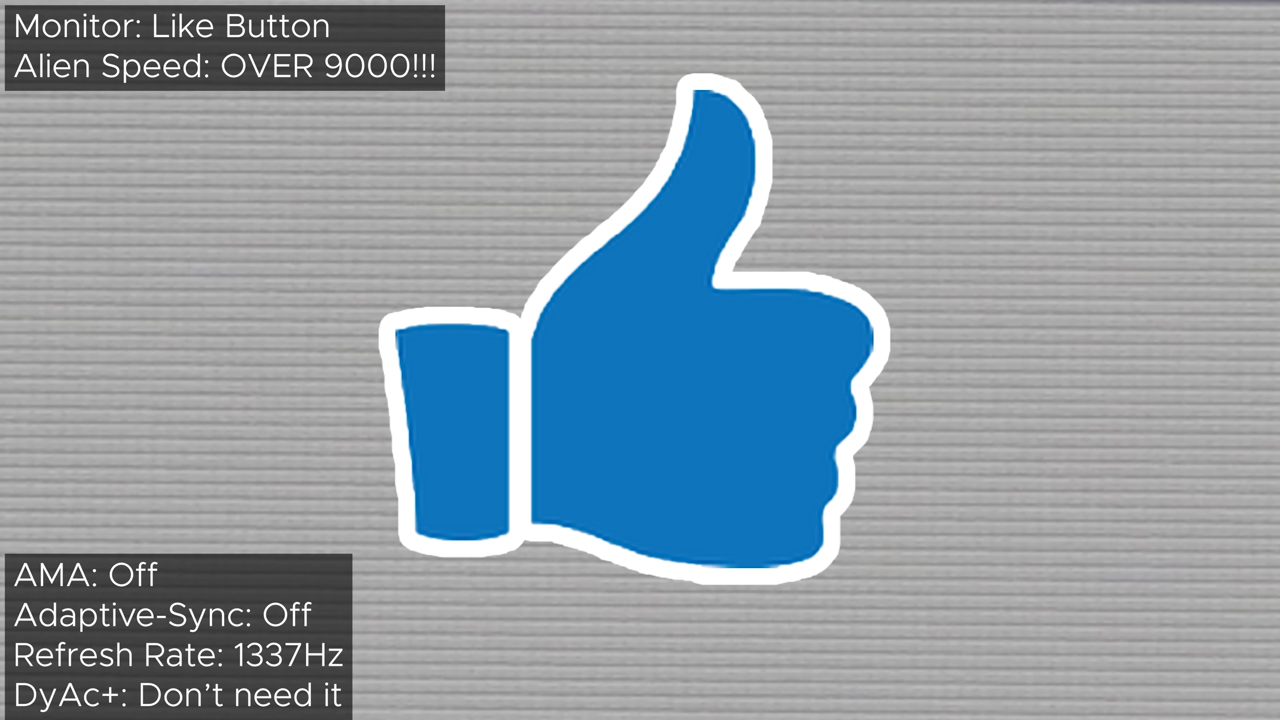 Monitor: Like Button
Alien Speed: OVER 9000!!!
AMA: Off
Adaptive-Sync: Off
Refresh Rate: 1337Hz
DyAc+: Don’t need it